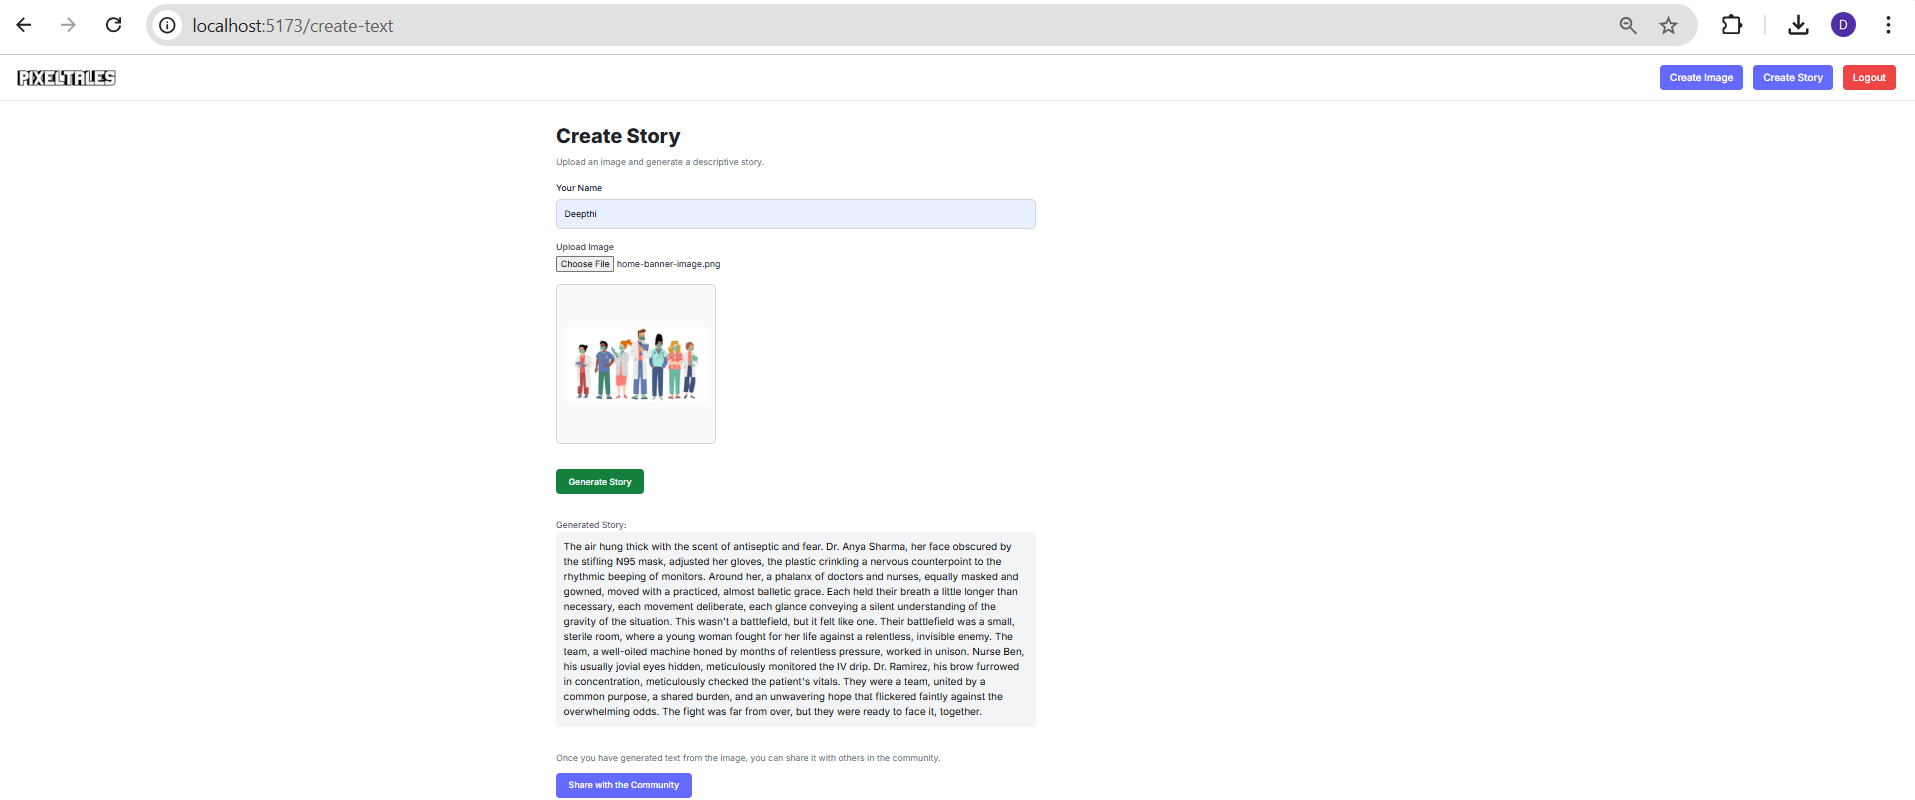 localhost:5173/create-text
D
PIXELTALES
Create Image
Create Story
Logout
Create Story
Upload an image and generate a descriptive story.
Your Name
Deepthi
Upload Image
Choose File home-banner-image.png
Generate Story
Generated Story:
The air hung thick with the scent of antiseptic and fear. Dr. Anya Sharma, her face obscured by
the stifling N95 mask, adjusted her gloves, the plastic crinkling a nervous counterpoint to the
rhythmic beeping of monitors. Around her, a phalanx of doctors and nurses, equally masked and
gowned, moved with a practiced, almost balletic grace. Each held their breath a little longer than
necessary, each movement deliberate, each glance conveying a silent understanding of the
gravity of the situation. This wasn't a battlefield, but it felt like one. Their battlefield was a small,
sterile room, where a young woman fought for her life against a relentless, invisible enemy. The
team, a well-oiled machine honed by months of relentless pressure, worked in unison. Nurse Ben,
his usually jovial eyes hidden, meticulously monitored the IV drip. Dr. Ramirez, his brow furrowed
in concentration, meticulously checked the patient's vitals. They were a team, united by a
common purpose, a shared burden, and an unwavering hope that flickered faintly against the
overwhelming odds. The fight was far from over, but they were ready to face it, together.
Once you have generated text from the image, you can share it with others in the community.
Share with the Community